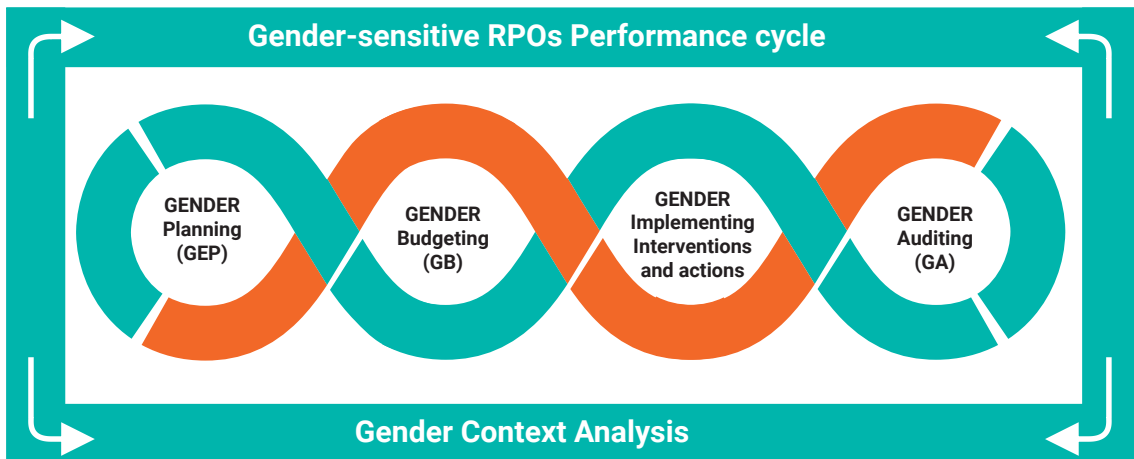 Gender-sensitive RPOs Performance cycle
GENDER
Planning
(GEP)
GENDER
Budgeting
(GB)
GENDER
Implementing
Interventions
and actions
GENDER
Auditing
(GA)
Gender Context Analysis